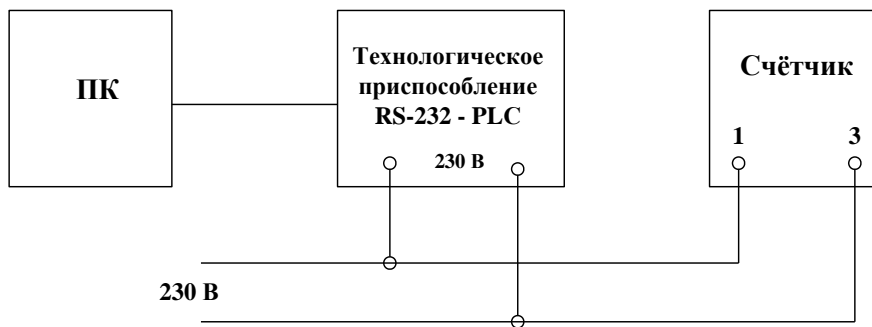 ПК
Технологическое
приспособление
RS-232 - PLC
230 В
Счётчик
1 3
230 В